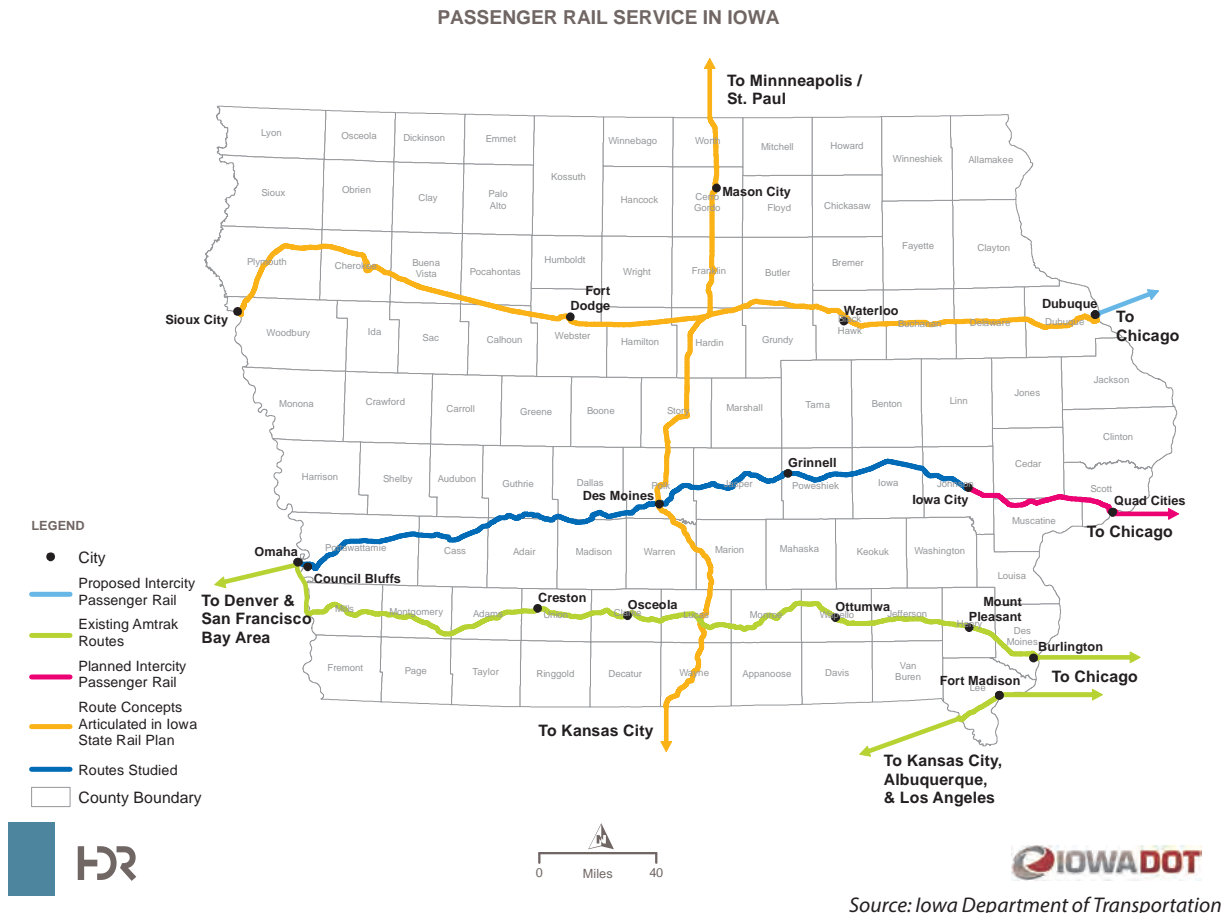 PASSENGER RAIL SERVICE IN IOWA
To Minnneapolis /
St. Paul
Lyon
Osceola
Dickinson
Emmet
Winnebago
Worth
Mitchell
Howard
Winneshiek
Allamakee
Kossuth
Sioux
Obrien
Clay
Palo
Alto
Hancock
Cerro
Gordo
Mason City
Floyd
Chickasaw
Fayette
Clayton
Plymouth
Cherokee
Buena
Vista
Pocahontas
Humboldt
Wright
Franklin
Butler
Bremer
Fort
Dodge
Sioux City
Waterloo
Black
Hawk
Buchanan
Delaware
Dubuque
Dubuque
To
Chicago
Woodbury
Ida
Sac
Calhoun
Webster
Hamilton
Hardin
Grundy
Jackson
Monona
Crawford
Carroll
Greene
Boone
Story
Marshall
Tama
Benton
Linn
Jones
Clinton
Cedar
Harrison
Shelby
Audubon
Guthrie
Dallas
Polk
Des Moines
Jasper
Grinnell
Poweshiek
Iowa
Johnson
Iowa City
Scott
Quad Cities
Muscatine
To Chicago
Omaha
Council Bluffs
Pottawattamie
Cass
Adair
Madison
Warren
Marion
Mahaska
Keokuk
Washington
Louisa
To Denver &
San Francisco
Bay Area
Mills
Montgomery
Adams
Creston
Union
Osceola
Clarke
Lucas
Monroe
Ottumwa
Wapello
Jefferson
Mount
Pleasant
Henry
Des
Moines
Burlington
To Chicago
Fremont
Page
Taylor
Ringgold
Decatur
Wayne
Appanoose
Davis
Van
Buren
Fort Madison
Lee
To Kansas City
To Kansas City,
Albuquerque,
& Los Angeles
LEGEND
City
Proposed Intercity
Passenger Rail
Existing Amtrak
Routes
Planned Intercity
Passenger Rail
Route Concepts
Articulated in Iowa
State Rail Plan
Routes Studied
County Boundary
HDR
N
0 Miles 40
IOWADOT
Source: Iowa Department of Transportation